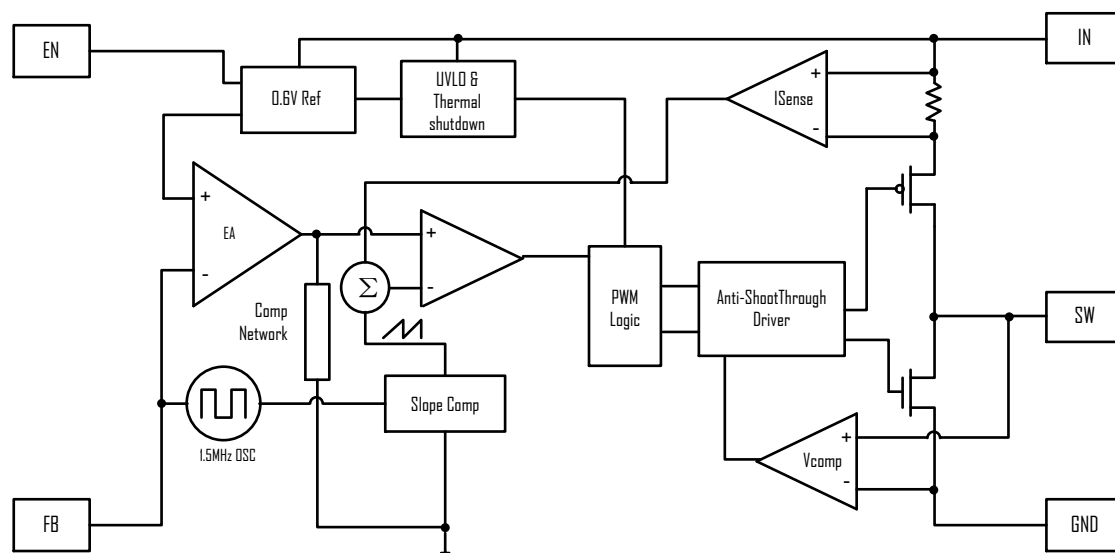 EN
IN
0.6V Ref
UVLO &
Thermal
shutdown
+
ISense
-
+
EA
-
+
-
Σ
Comp
Network
PWM
Logic
Anti-ShootThrough
Driver
SW
Slope Comp
1.5MHz OSC
+
Vcomp
-
FB
GND